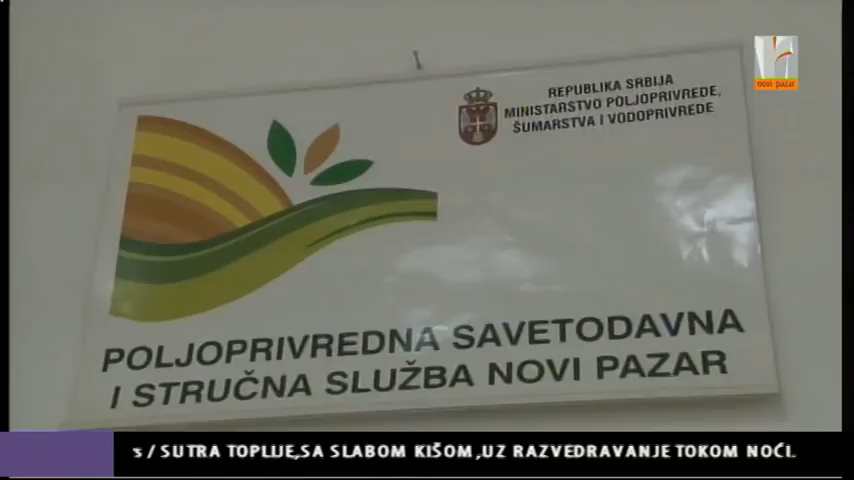 novi pazar
REPUBLIKA SRBIJA
MINISTARSTVO POLJOPRIVREDE,
ŠUMARSTVA I VODOPRIVREDE
POLJOPRIVREDNA SAVETODAVNA
I STRUČNA SLUŽBA NOVI PAZAR
/ SUTRA TOPLIJE,SA SLABOM KIŠOM,UZ RAZVEDRAVANJE TOKOM NOĆI.